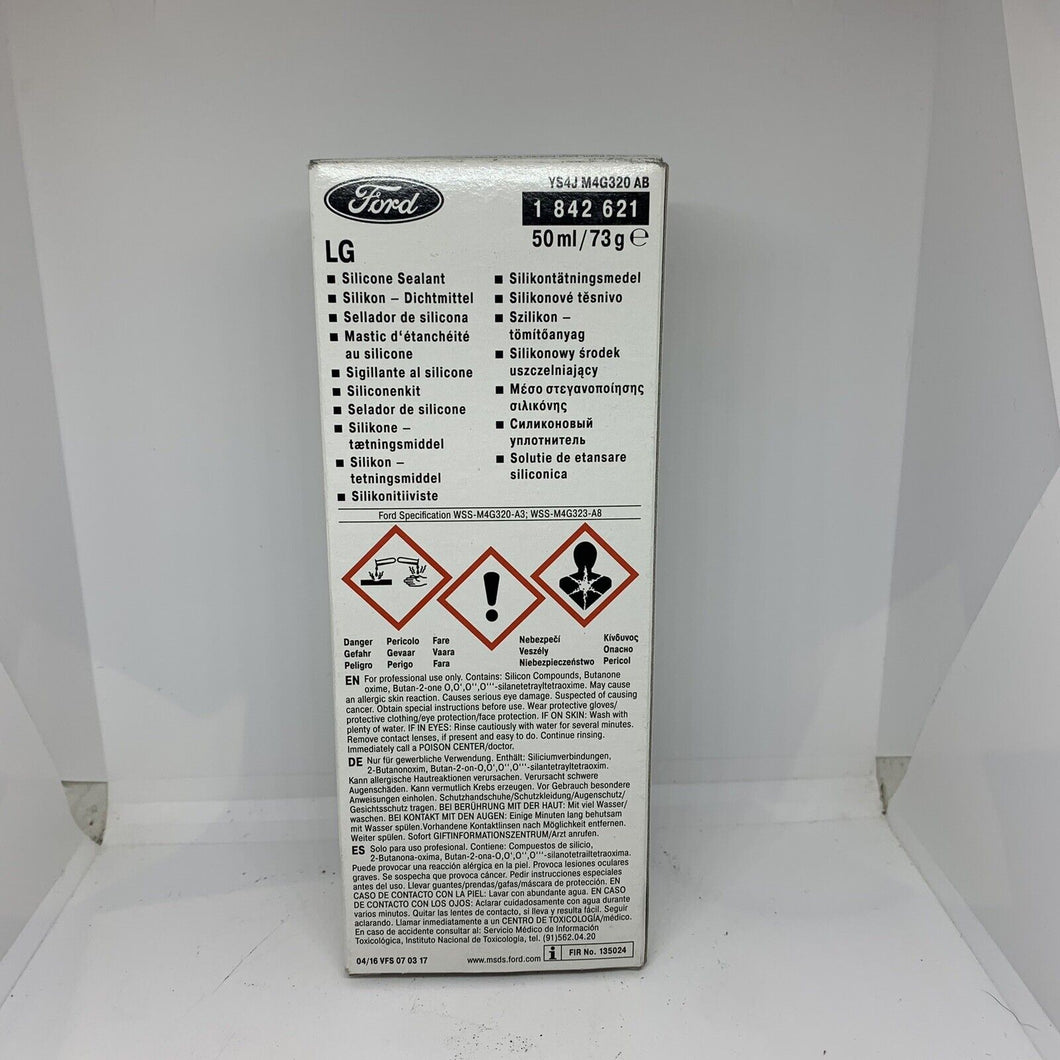 Ford
YS4J M4G320 AB
1 842 621
50 ml/73 g ℮
LG
■ Silicone Sealant
■ Silikon – Dichtmittel
■ Sellador de silicona
■ Mastic d'étanchéité
au silicone
■ Sigillante al silicone
■ Siliconenkit
■ Selador de silicone
■ Silikone –
tætningsmiddel
■ Silikon –
tetningsmiddel
■ Silikonitiiviste
■ Silikontätningsmedel
■ Silikonové těsnivo
■ Szilikon –
tömítőanyag
■ Silikonowy środek
uszczelniający
■ Μέσο στεγανοποίησης
σιλικόνης
■ Силиконовый
уплотнитель
■ Solutie de etansare
siliconica
Ford Specification WSS-M4G320-A3; WSS-M4G323-A8
Danger Pericolo Fare Nebezpečí Κίνδυνος
Gefahr Gevaar Vaara Veszély Опасно
Peligro Perigo Fara Niebezpieczeństwo Pericol
EN For professional use only. Contains: Silicon Compounds, Butanone
oxime, Butan-2-one O,O',O'',O'''-silanetetrayltetraoxime. May cause
an allergic skin reaction. Causes serious eye damage. Suspected of causing
cancer. Obtain special instructions before use. Wear protective gloves/
protective clothing/eye protection/face protection. IF ON SKIN: Wash with
plenty of water. IF IN EYES: Rinse cautiously with water for several minutes.
Remove contact lenses, if present and easy to do. Continue rinsing.
Immediately call a POISON CENTER/doctor.
DE Nur für gewerbliche Verwendung. Enthält: Siliciumverbindungen,
2-Butanonoxim, Butan-2-on-O,O',O'',O'''-silantetrayltetraoxim.
Kann allergische Hautreaktionen verursachen. Verursacht schwere
Augenschäden. Kann vermutlich Krebs erzeugen. Vor Gebrauch besondere
Anweisungen einholen. Schutzhandschuhe/Schutzkleidung/Augenschutz/
Gesichtsschutz tragen. BEI BERÜHRUNG MIT DER HAUT: Mit viel Wasser/
waschen. BEI KONTAKT MIT DEN AUGEN: Einige Minuten lang behutsam
mit Wasser spülen.Vorhandene Kontaktlinsen nach Möglichkeit entfernen.
Weiter spülen. Sofort GIFTINFORMATIONSZENTRUM/Arzt anrufen.
ES Solo para uso profesional. Contiene: Compuestos de silicio,
2-Butanona-oxima, Butan-2-ona-O,O',O'',O'''-silanotetrailtetraoxima.
Puede provocar una reacción alérgica en la piel. Provoca lesiones oculares
graves. Se sospecha que provoca cáncer. Pedir instrucciones especiales
antes del uso. Llevar guantes/prendas/gafas/máscara de protección. EN
CASO DE CONTACTO CON LA PIEL: Lavar con abundante agua. EN CASO
DE CONTACTO CON LOS OJOS: Aclarar cuidadosamente con agua durante
varios minutos. Quitar las lentes de contacto, si lleva y resulta fácil. Seguir
aclarando. Llamar inmediatamente a un CENTRO DE TOXICOLOGÍA/médico.
En caso de accidente consultar al: Servicio Médico de Información
Toxicológica, Instituto Nacional de Toxicología, tel. (91)562.04.20
04/16 VFS 07 03 17 www.msds.ford.com i FIR No. 135024